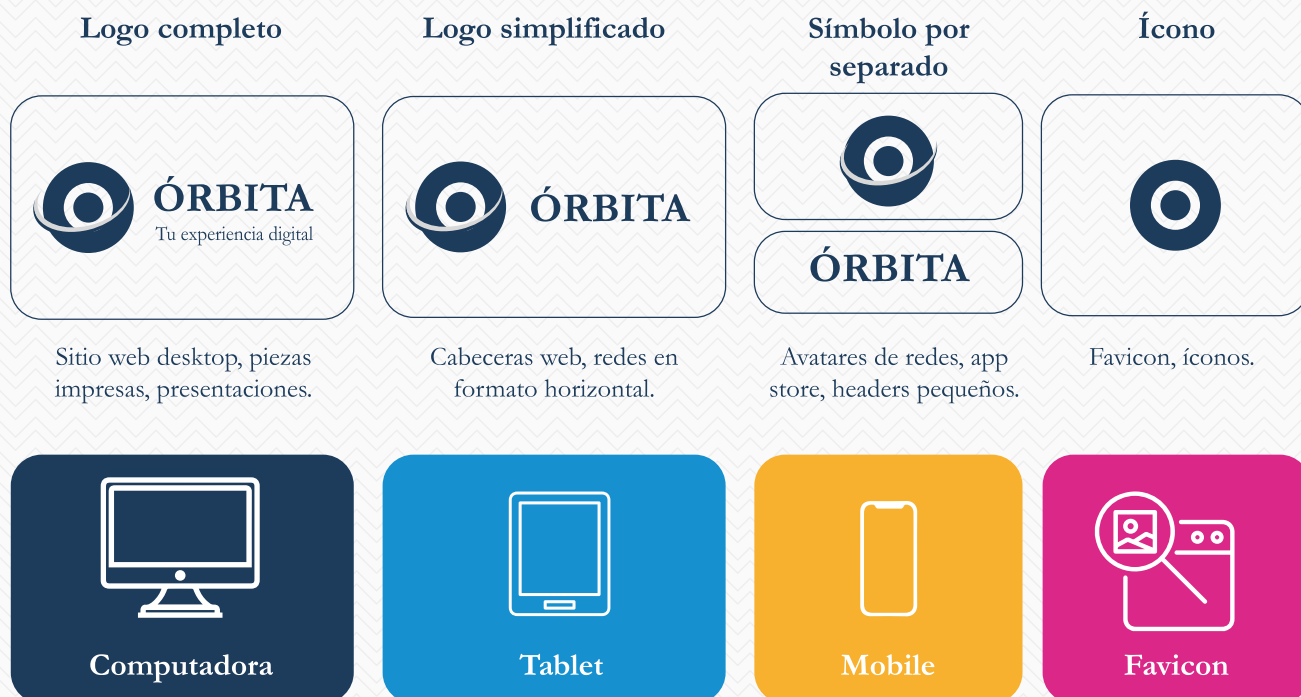 Logo completo
Logo simplificado
Símbolo por
separado
Ícono
ÓRBITA
Tu experiencia digital
ÓRBITA
ÓRBITA
Sitio web desktop, piezas
impresas, presentaciones.
Cabeceras web, redes en
formato horizontal.
Avatares de redes, app
store, headers pequeños.
Favicon, íconos.
Computadora
Tablet
Mobile
Favicon